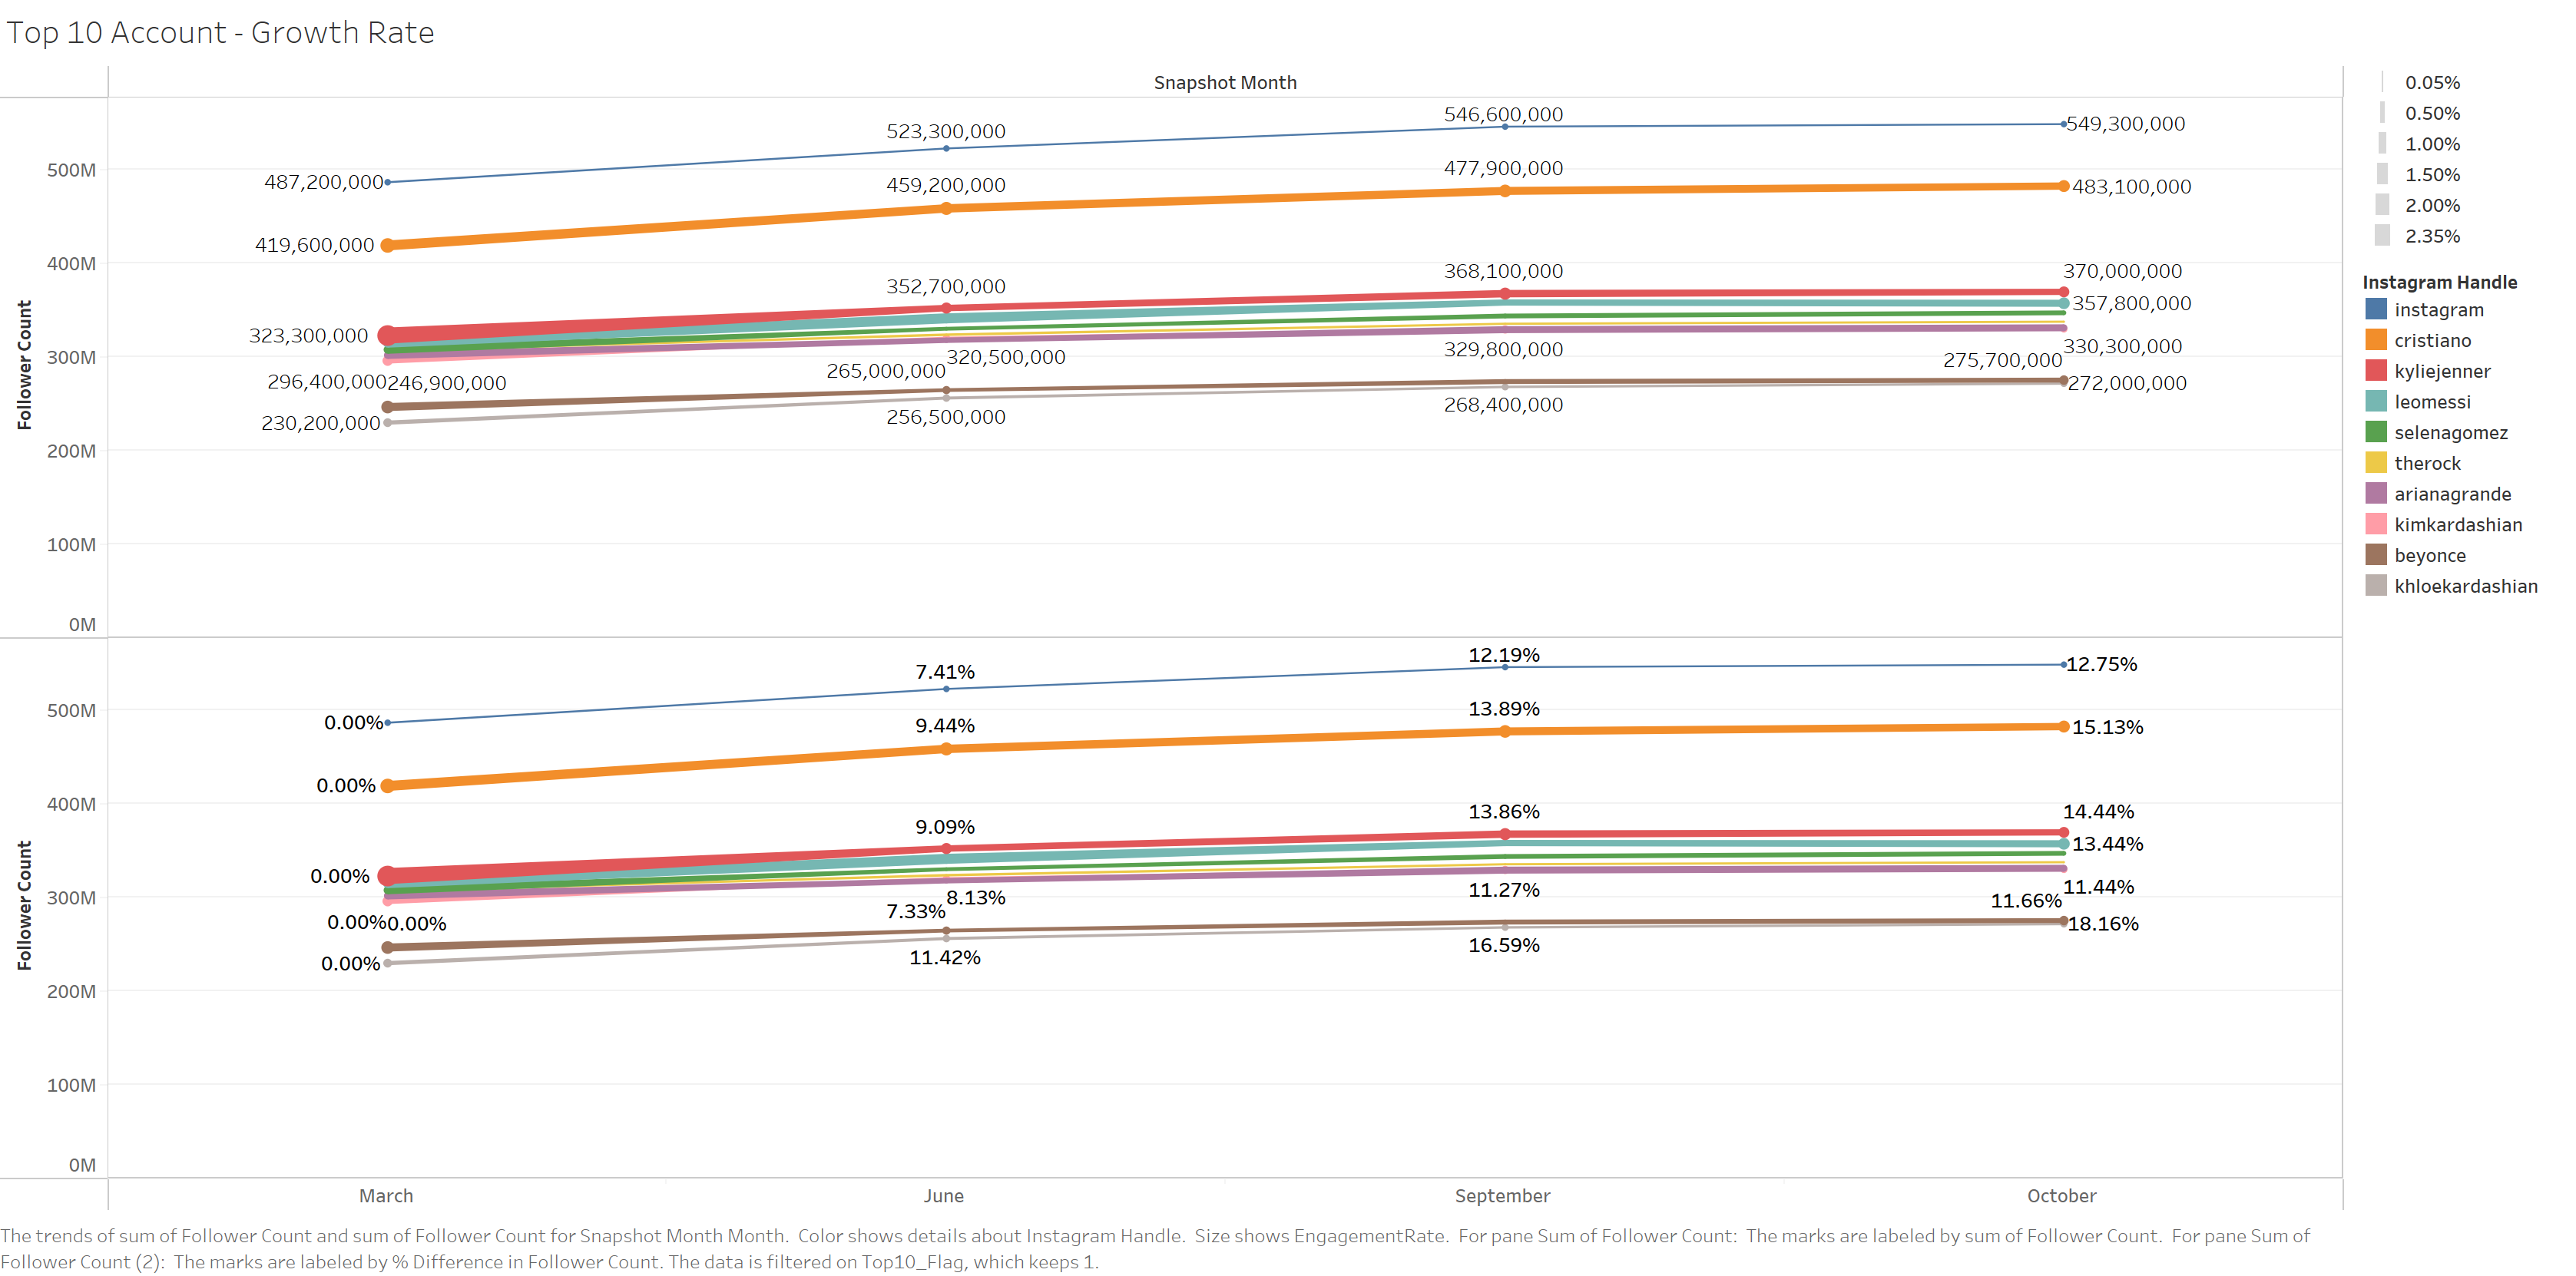 Top 10 Account - Growth Rate
Snapshot Month
Follower Count
500M
400M
300M
200M
100M
0M
487,200,000
523,300,000
546,600,000
549,300,000
419,600,000
459,200,000
477,900,000
483,100,000
323,300,000
352,700,000
368,100,000
370,000,000
357,800,000
296,400,000
246,900,000
265,000,000
320,500,000
329,800,000
330,300,000
275,700,000
272,000,000
230,200,000
256,500,000
268,400,000
Follower Count
500M
400M
300M
200M
100M
0M
0.00%
7.41%
12.19%
12.75%
0.00%
9.44%
13.89%
15.13%
0.00%
9.09%
13.86%
14.44%
13.44%
0.00%
0.00%
7.33%
8.13%
11.27%
11.44%
11.66%
18.16%
0.00%
11.42%
16.59%
March
June
September
October
0.05%
0.50%
1.00%
1.50%
2.00%
2.35%
Instagram Handle
instagram
cristiano
kyliejenner
leomessi
selenagomez
therock
arianagrande
kimkardashian
beyonce
khloekardashian
The trends of sum of Follower Count and sum of Follower Count for Snapshot Month Month.  Color shows details about Instagram Handle.  Size shows EngagementRate.  For pane Sum of Follower Count:  The marks are labeled by sum of Follower Count.  For pane Sum of
Follower Count (2):  The marks are labeled by % Difference in Follower Count. The data is filtered on Top10_Flag, which keeps 1.